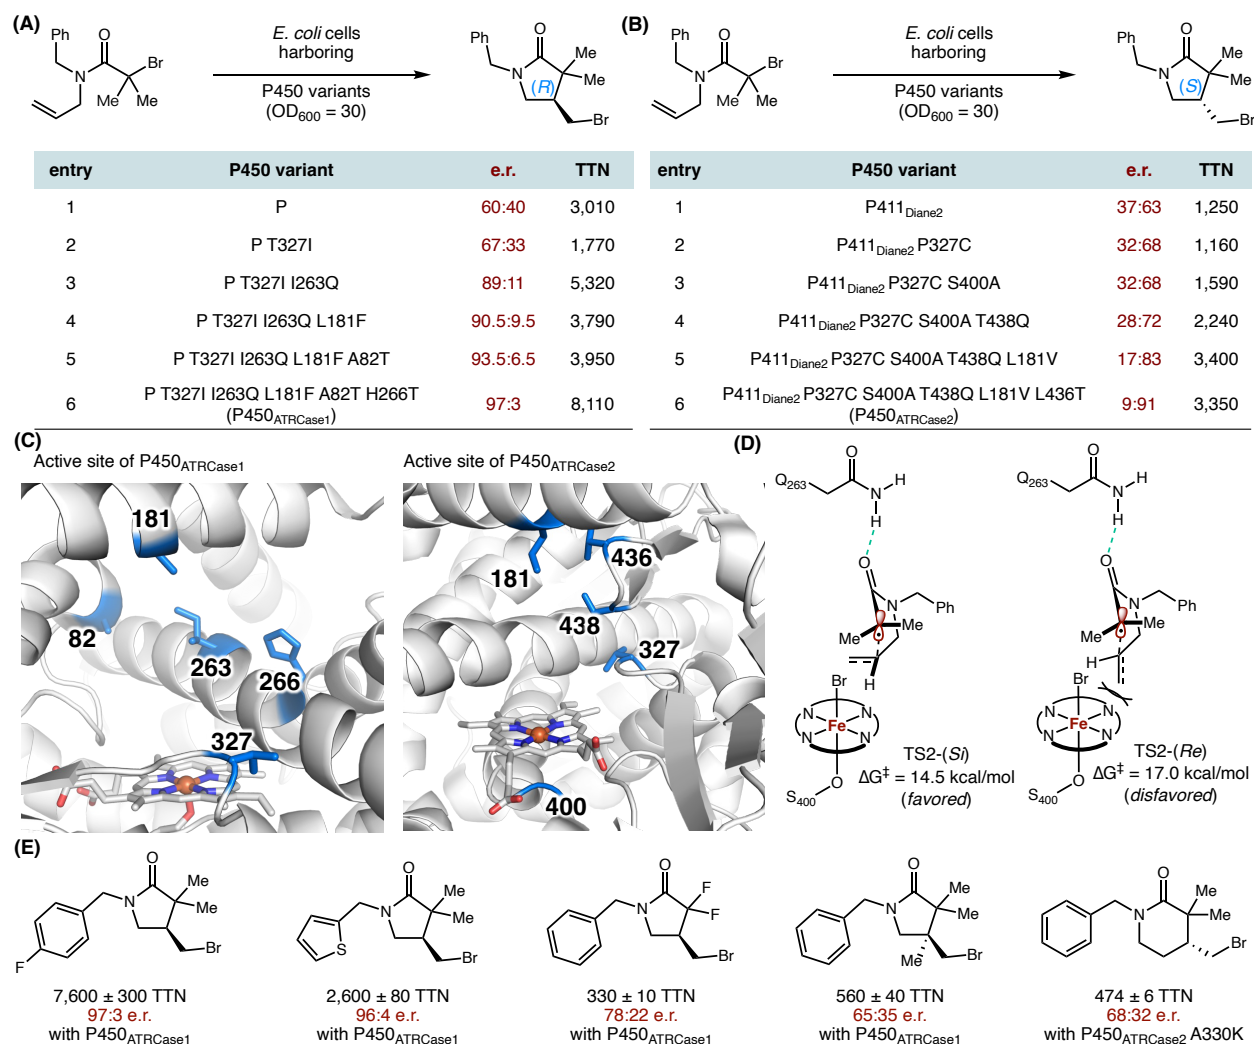 (A)
Ph
O
Br
N
Me
Me
E. coli cells
harboring
P450 variants
(OD600 = 30)
Ph
O
Me
N
Me
(R)
Br
entry P450 variant e.r. TTN
1 P 60:40 3,010
2 P T327I 67:33 1,770
3 P T327I I263Q 89:11 5,320
4 P T327I I263Q L181F 90.5:9.5 3,790
5 P T327I I263Q L181F A82T 93.5:6.5 3,950
6 P T327I I263Q L181F A82T H266T 97:3 8,110
(P450ATRCase1)
(B)
Ph
O
Br
N
Me
Me
E. coli cells
harboring
P450 variants
(OD600 = 30)
Ph
O
Me
N
Me
(S)
Br
entry P450 variant e.r. TTN
1 P411Diane2 37:63 1,250
2 P411Diane2 P327C 32:68 1,160
3 P411Diane2 P327C S400A 32:68 1,590
4 P411Diane2 P327C S400A T438Q 28:72 2,240
5 P411Diane2 P327C S400A T438Q L181V 17:83 3,400
6 P411Diane2 P327C S400A T438Q L181V L436T 9:91 3,350
(P450ATRCase2)
(C)
Active site of P450ATRCase1
181
82
263
266
327
Active site of P450ATRCase2
181
436
438
327
400
(D)
O
Q263
N
H
H
O
N
Ph
Me
Me
H
Br
N
N
Fe
N
N
O
S400
TS2-(Si)
ΔG‡ = 14.5 kcal/mol
(favored)
O
Q263
N
H
H
O
N
Ph
Me
Me
H
Br
N
N
Fe
N
N
O
S400
TS2-(Re)
ΔG‡ = 17.0 kcal/mol
(disfavored)
(E)
O
Me
N
Me
Br
F
7,600 ± 300 TTN
97:3 e.r.
with P450ATRCase1
O
Me
N
Me
S
Br
2,600 ± 80 TTN
96:4 e.r.
with P450ATRCase1
O
F
N
F
Br
330 ± 10 TTN
78:22 e.r.
with P450ATRCase1
O
Me
N
Me
Me
Br
560 ± 40 TTN
65:35 e.r.
with P450ATRCase1
O
Me
N
Me
Br
474 ± 6 TTN
68:32 e.r.
with P450ATRCase2 A330K